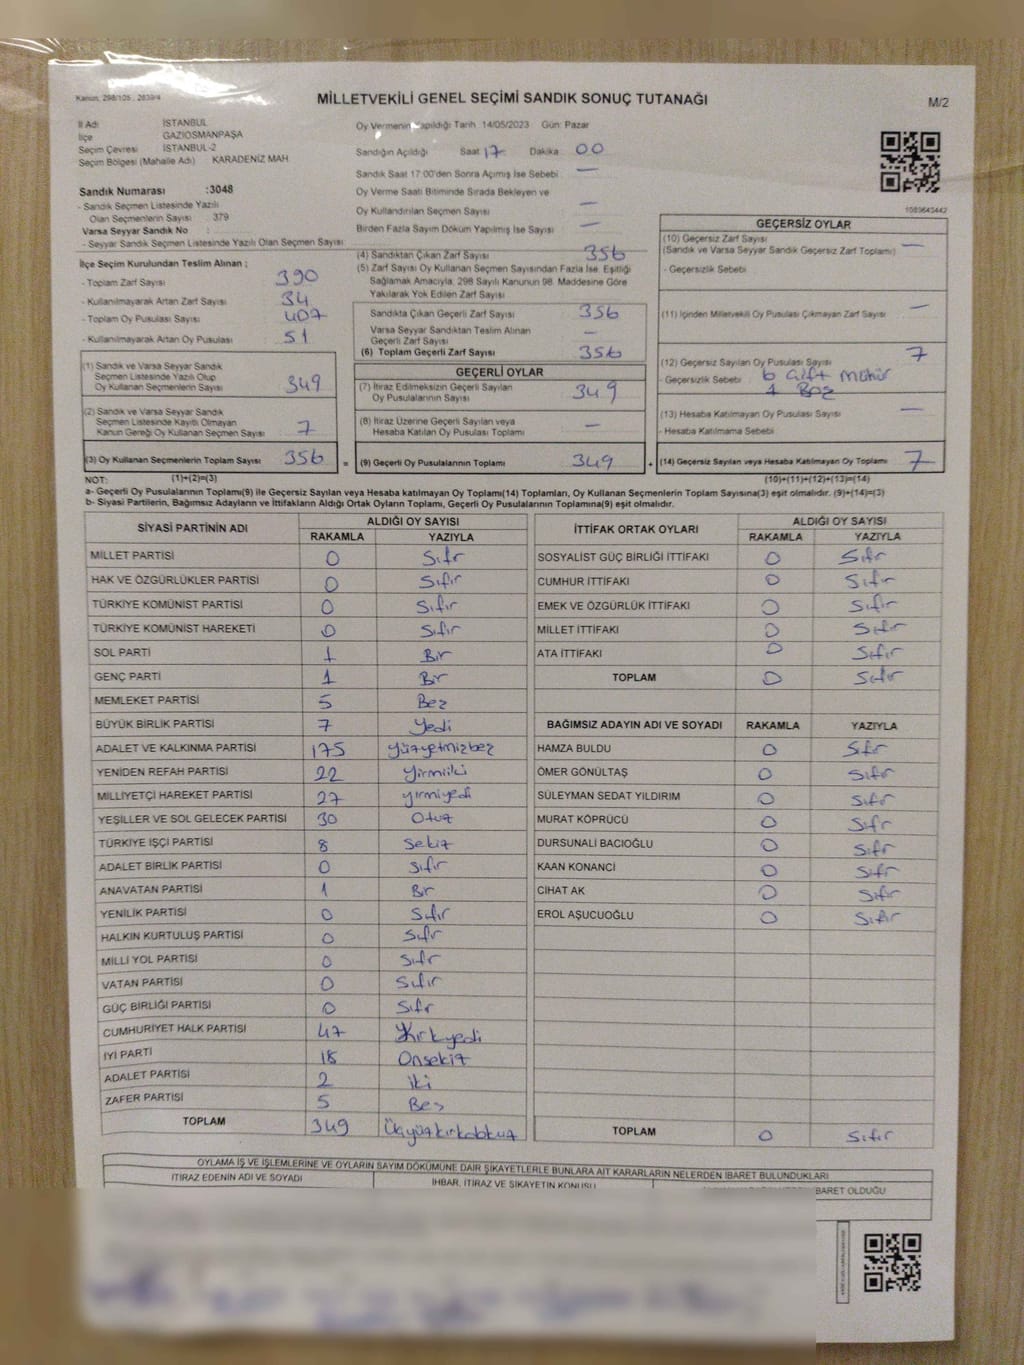 Kanun, 298/105, 2839/4
MİLLETVEKİLİ GENEL SEÇİMİ SANDIK SONUÇ TUTANAĞI
M/2
İl Adı İSTANBUL
İlçe GAZİOSMANPAŞA
Seçim Çevresi İSTANBUL-2
Seçim Bölgesi (Mahalle Adı) KARADENİZ MAH.
Sandık Numarası :3048
- Sandık Seçmen Listesinde Yazılı
Olan Seçmenlerin Sayısı 379
Varsa Seyyar Sandık No :
- Seyyar Sandık Seçmen Listesinde Yazılı Olan Seçmen Sayısı
İlçe Seçim Kurulundan Teslim Alınan ;
- Toplam Zarf Sayısı 390
- Kullanılmayarak Artan Zarf Sayısı 34
- Toplam Oy Pusulası Sayısı 407
- Kullanılmayarak Artan Oy Pusulası 51
Oy Vermenin Yapıldığı Tarih 14/05/2023 Gün: Pazar
Sandığın Açıldığı Saat 17 Dakika 00
Sandık Saat 17:00'den Sonra Açılmış İse Sebebi —
Oy Verme Saati Bitiminde Sırada Bekleyen ve
Oy Kullandırılan Seçmen Sayısı —
Birden Fazla Sayım Döküm Yapılmış İse Sayısı —
1089643442
(4) Sandıktan Çıkan Zarf Sayısı 356
(5) Zarf Sayısı Oy Kullanan Seçmen Sayısından Fazla İse, Eşitliği
Sağlamak Amacıyla, 298 Sayılı Kanunun 98. Maddesine Göre
Yakılarak Yok Edilen Zarf Sayısı
Sandıkta Çıkan Geçerli Zarf Sayısı 356
Varsa Seyyar Sandıktan Teslim Alınan
Geçerli Zarf Sayısı —
(6) Toplam Geçerli Zarf Sayısı 356
GEÇERSİZ OYLAR
(10) Geçersiz Zarf Sayısı —
(Sandık ve Varsa Seyyar Sandık Geçersiz Zarf Toplamı)
- Geçersizlik Sebebi
(11) İçinden Milletvekili Oy Pusulası Çıkmayan Zarf Sayısı —
(12) Geçersiz Sayılan Oy Pusulası Sayısı 7
- Geçersizlik Sebebi 6 çift mühür
1 Boş
(13) Hesaba Katılmayan Oy Pusulası Sayısı —
- Hesaba Katılmama Sebebi
(1) Sandık ve Varsa Seyyar Sandık
Seçmen Listesinde Yazılı Olup
Oy Kullanan Seçmenlerin Sayısı 349
(2) Sandık ve Varsa Seyyar Sandık
Seçmen Listesinde Kayıtlı Olmayan
Kanun Gereği Oy Kullanan Seçmen Sayısı 7
GEÇERLİ OYLAR
(7) İtiraz Edilmeksizin Geçerli Sayılan
Oy Pusulalarının Sayısı 349
(8) İtiraz Üzerine Geçerli Sayılan veya
Hesaba Katılan Oy Pusulası Toplamı —
(3) Oy Kullanan Seçmenlerin Toplam Sayısı 356 = (9) Geçerli Oy Pusulalarının Toplamı 349 + (14) Geçersiz Sayılan veya Hesaba Katılmayan Oy Toplamı 7
NOT: (1)+(2)=(3) (10)+(11)+(12)+(13)=(14)
a- Geçerli Oy Pusulalarının Toplamı(9) ile Geçersiz Sayılan veya Hesaba katılmayan Oy Toplamı(14) Toplamları, Oy Kullanan Seçmenlerin Toplam Sayısına(3) eşit olmalıdır. (9)+(14)=(3)
b- Siyasi Partilerin, Bağımsız Adayların ve İttifakların Aldığı Ortak Oyların Toplamı, Geçerli Oy Pusulalarının Toplamına(9) eşit olmalıdır.
SİYASİ PARTİNİN ADI ALDIĞI OY SAYISI
RAKAMLA YAZIYLA
MİLLET PARTİSİ 0 Sıfır
HAK VE ÖZGÜRLÜKLER PARTİSİ 0 Sıfır
TÜRKİYE KOMÜNİST PARTİSİ 0 Sıfır
TÜRKİYE KOMÜNİST HAREKETİ 0 Sıfır
SOL PARTİ 1 Bir
GENÇ PARTİ 1 Bir
MEMLEKET PARTİSİ 5 Beş
BÜYÜK BİRLİK PARTİSİ 7 Yedi
ADALET VE KALKINMA PARTİSİ 175 yüzyetmişbeş
YENİDEN REFAH PARTİSİ 22 yirmiiki
MİLLİYETÇİ HAREKET PARTİSİ 27 yirmiyedi
YEŞİLLER VE SOL GELECEK PARTİSİ 30 Otuz
TÜRKİYE İŞÇİ PARTİSİ 8 Sekiz
ADALET BİRLİK PARTİSİ 0 Sıfır
ANAVATAN PARTİSİ 1 Bir
YENİLİK PARTİSİ 0 Sıfır
HALKIN KURTULUŞ PARTİSİ 0 Sıfır
MİLLİ YOL PARTİSİ 0 Sıfır
VATAN PARTİSİ 0 Sıfır
GÜÇ BİRLİĞİ PARTİSİ 0 Sıfır
CUMHURİYET HALK PARTİSİ 47 Kırkyedi
İYİ PARTİ 18 Onsekiz
ADALET PARTİSİ 2 iki
ZAFER PARTİSİ 5 Beş
TOPLAM 349 Üçyüzkırkdokuz
İTTİFAK ORTAK OYLARI ALDIĞI OY SAYISI
RAKAMLA YAZIYLA
SOSYALİST GÜÇ BİRLİĞİ İTTİFAKI 0 Sıfır
CUMHUR İTTİFAKI 0 Sıfır
EMEK VE ÖZGÜRLÜK İTTİFAKI 0 Sıfır
MİLLET İTTİFAKI 0 Sıfır
ATA İTTİFAKI 0 Sıfır
TOPLAM 0 Sıfır
BAĞIMSIZ ADAYIN ADI VE SOYADI RAKAMLA YAZIYLA
HAMZA BULDU 0 Sıfır
ÖMER GÖNÜLTAŞ 0 Sıfır
SÜLEYMAN SEDAT YILDIRIM 0 Sıfır
MURAT KÖPRÜCÜ 0 Sıfır
DURSUNALİ BACIOĞLU 0 Sıfır
KAAN KONANCİ 0 Sıfır
CİHAT AK 0 Sıfır
EROL AŞUCUOĞLU 0 Sıfır
TOPLAM 0 Sıfır
OYLAMA İŞ VE İŞLEMLERİNE VE OYLARIN SAYIM DÖKÜMÜNE DAİR ŞİKAYETLERLE BUNLARA AİT KARARLARIN NELERDEN İBARET BULUNDUKLARI
İTİRAZ EDENİN ADI VE SOYADI İHBAR, İTİRAZ VE ŞİKAYETİN KONUSU İBARET OLDUĞU